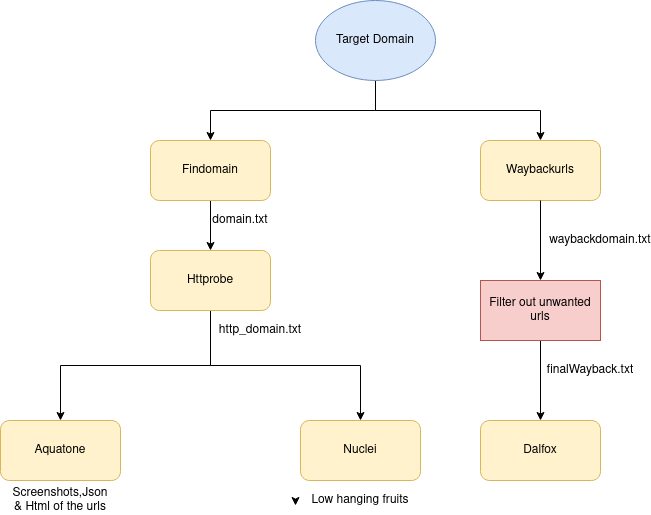 Target Domain
Findomain
Waybackurls
domain.txt
waybackdomain.txt
Httprobe
Filter out unwanted
urls
http_domain.txt
finalWayback.txt
Aquatone
Nuclei
Dalfox
Screenshots,Json
& Html of the urls
Low hanging fruits